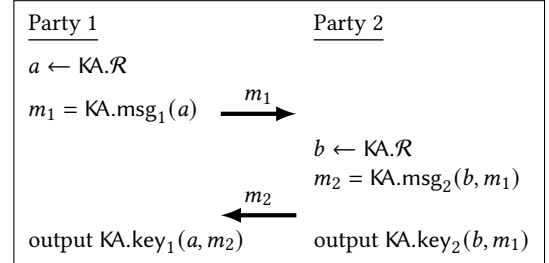 Party 1 Party 2
a ← KA.ℛ
m₁ = KA.msg₁(a) m₁
b ← KA.ℛ
m₂ = KA.msg₂(b, m₁)
m₂
output KA.key₁(a, m₂) output KA.key₂(b, m₁)